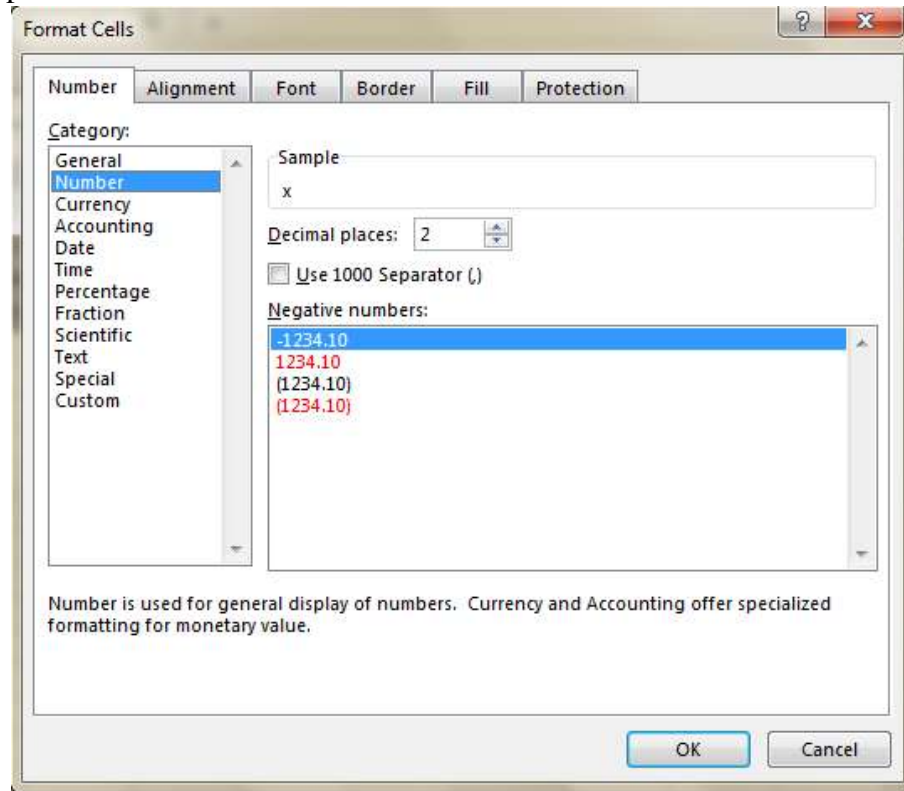 Format Cells
Number Alignment Font Border Fill Protection
Category:
General
Number
Currency
Accounting
Date
Time
Percentage
Fraction
Scientific
Text
Special
Custom
Sample
x
Decimal places: 2
Use 1000 Separator (,)
Negative numbers:
-1234.10
1234.10
(1234.10)
(1234.10)
Number is used for general display of numbers. Currency and Accounting offer specialized
formatting for monetary value.
OK Cancel